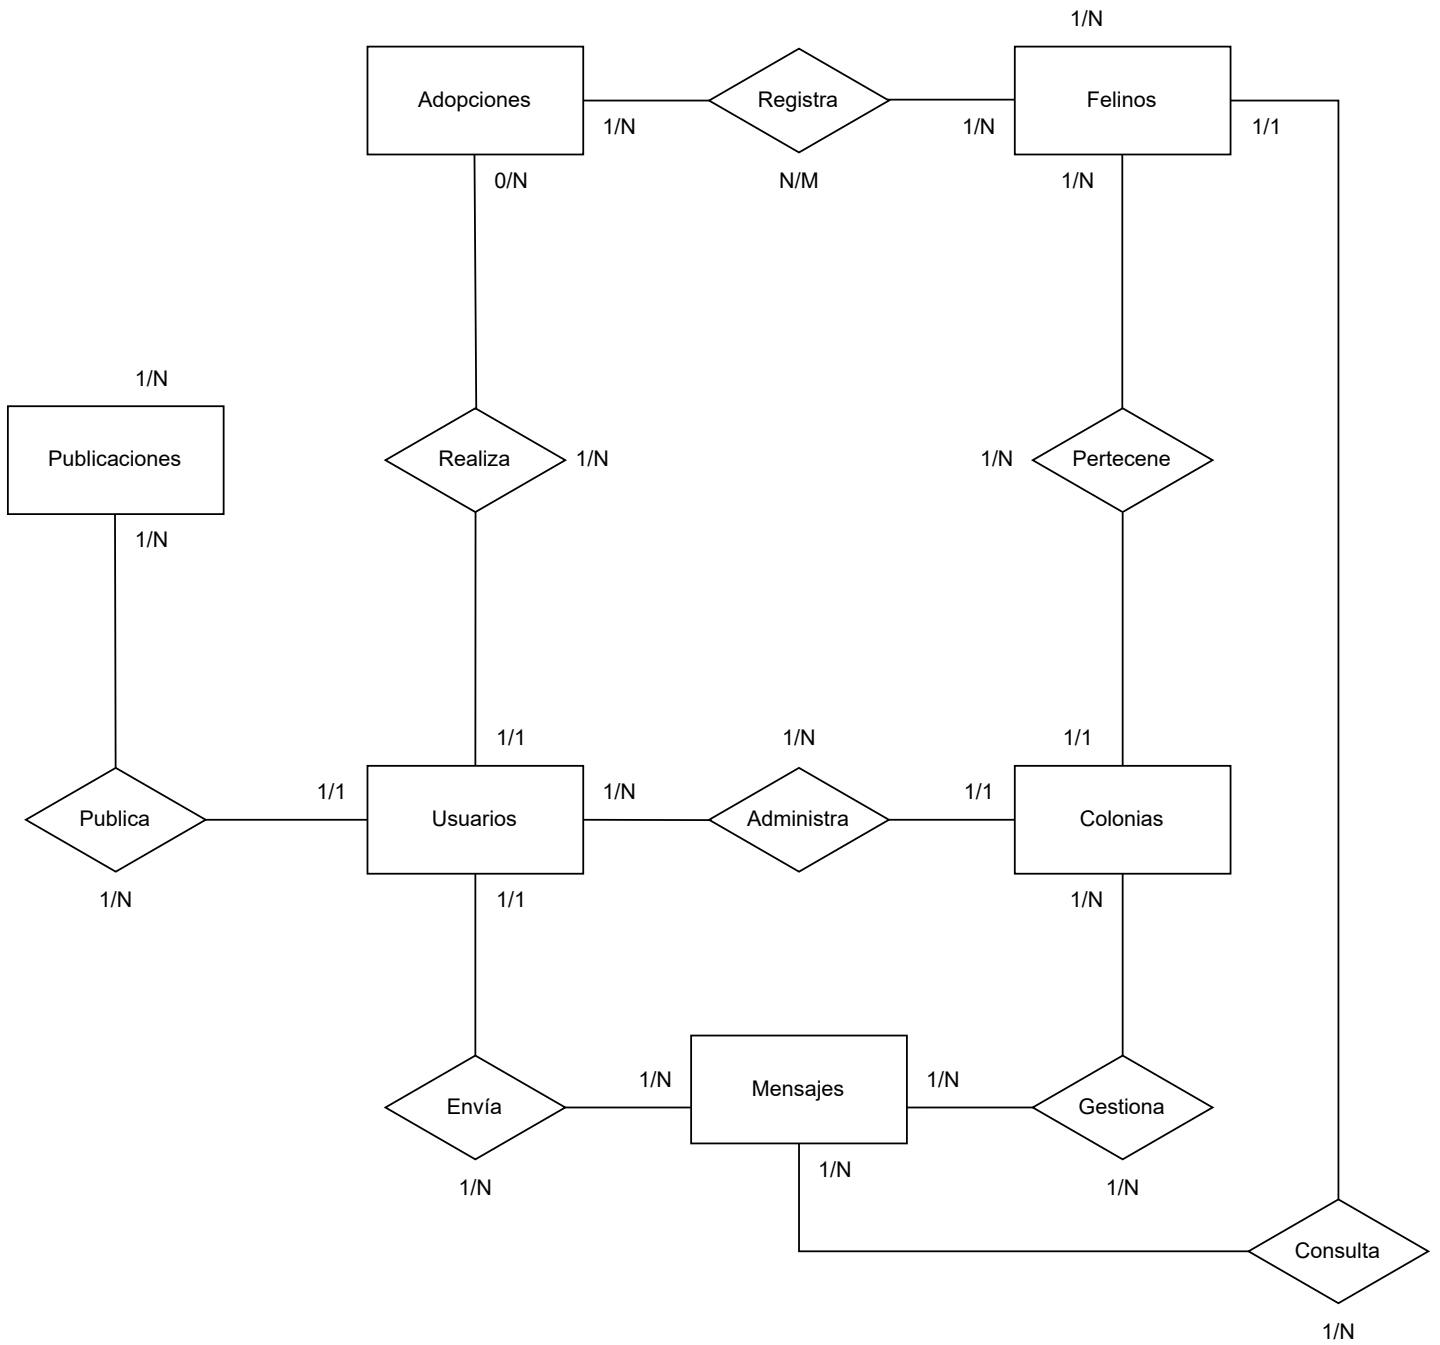 1/N
Adopciones
Registra
Felinos
1/N
1/N
1/1
0/N
N/M
1/N
1/N
Publicaciones
Realiza
1/N
1/N
Pertecene
1/N
1/1
1/N
1/1
1/1
1/N
1/1
Publica
Usuarios
Administra
Colonias
1/N
1/1
1/N
1/N
Mensajes
1/N
Envía
Gestiona
1/N
1/N
1/N
Consulta
1/N